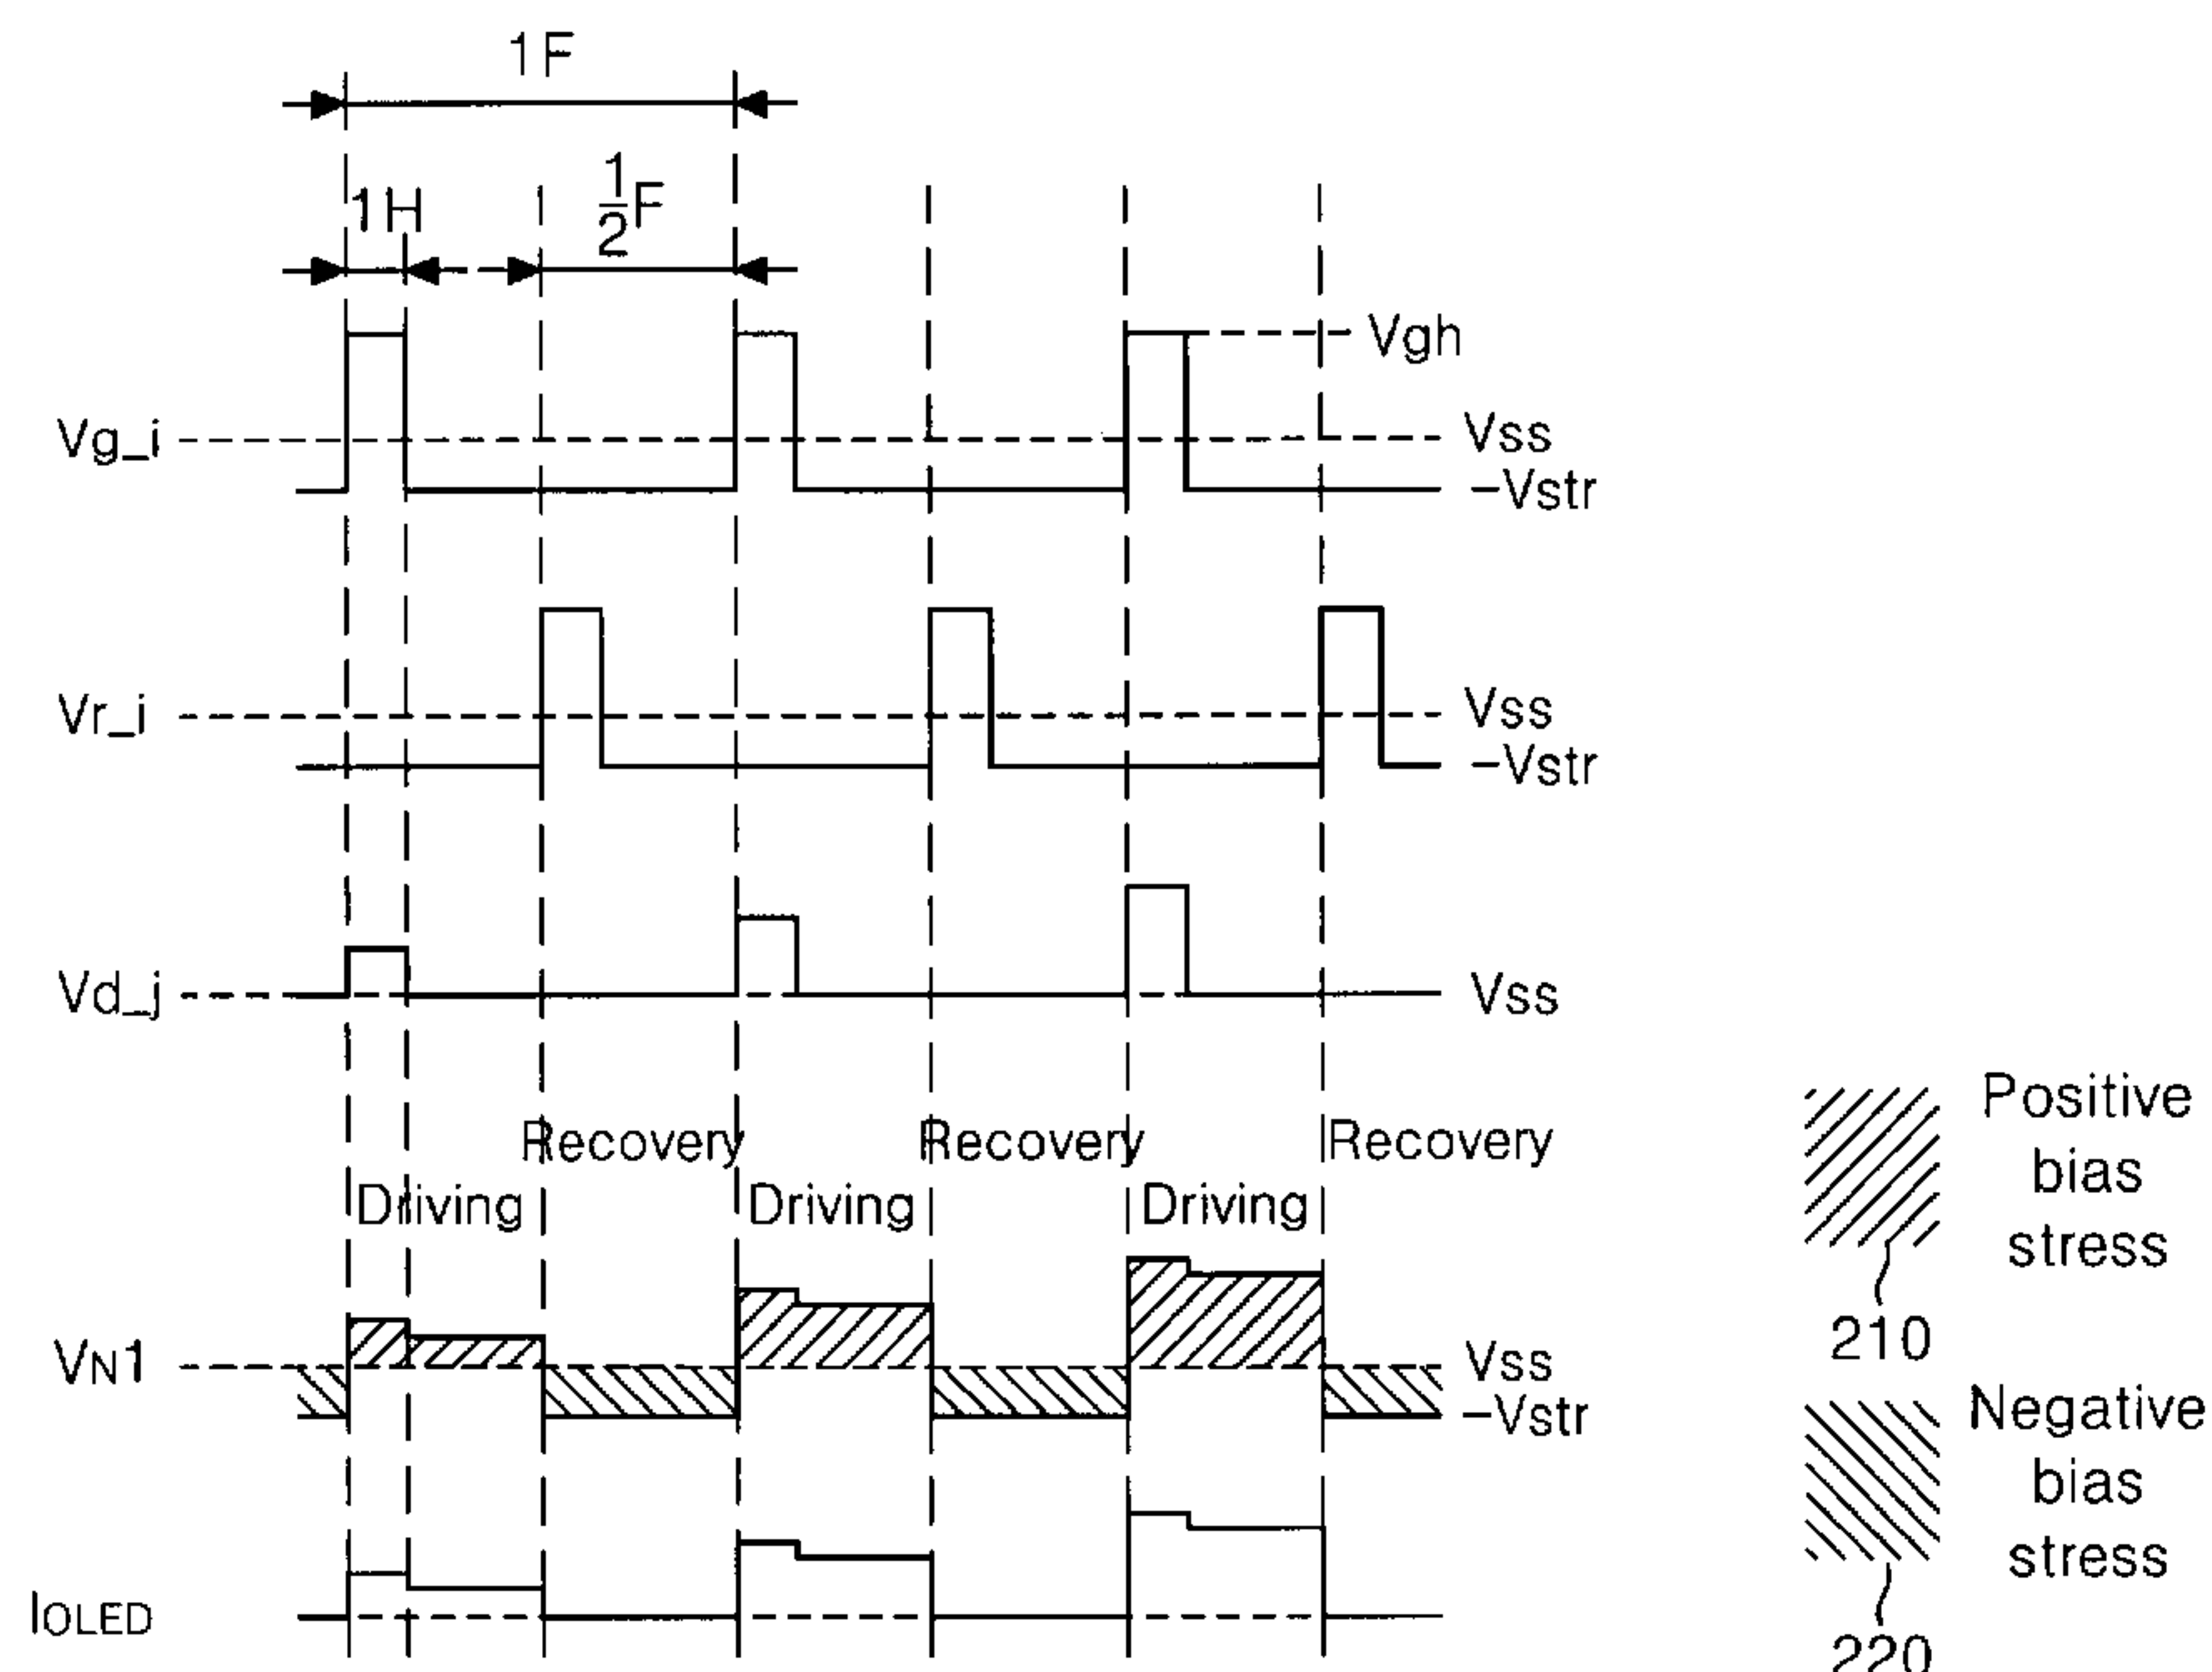 1F
1H
1/2 F
Vgh
Vg_i
Vss
-Vstr
Vr_i
Vss
-Vstr
Vd_j
Vss
Recovery Recovery Recovery
Driving Driving Driving
VN1
Vss
-Vstr
IOLED
Positive
bias
stress
210
Negative
bias
stress
220